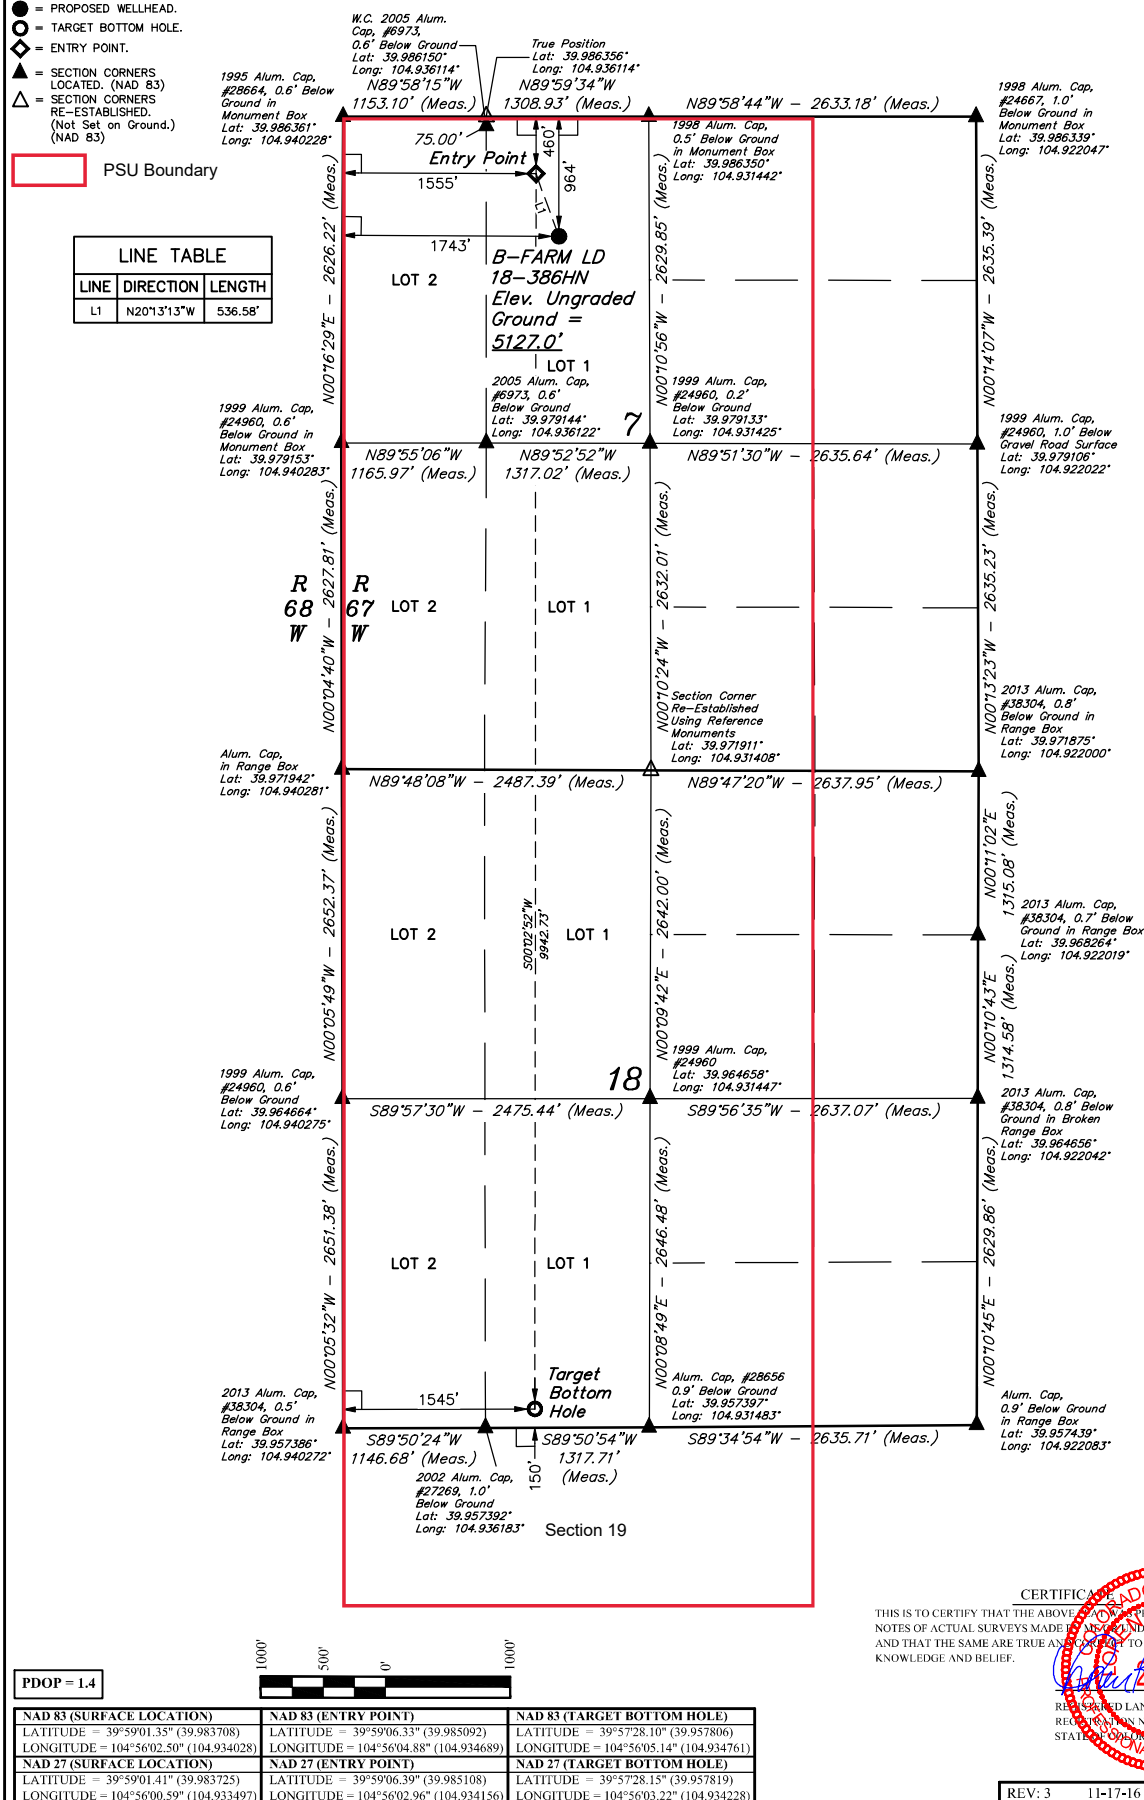 = PROPOSED WELLHEAD.
= TARGET BOTTOM HOLE.
= ENTRY POINT.
= SECTION CORNERS
LOCATED. (NAD 83)
= SECTION CORNERS
RE-ESTABLISHED.
(Not Set on Ground.)
(NAD 83)
PSU Boundary
LINE TABLE
LINE DIRECTION LENGTH
L1 N20°13'13"W 536.58'
W.C. 2005 Alum.
Cap, #6973,
0.6' Below Ground
Lat: 39.986150°
Long: 104.936114°
True Position
Lat: 39.986356°
Long: 104.936114°
1995 Alum. Cap,
#28664, 0.6' Below
Ground in
Monument Box
Lat: 39.986361°
Long: 104.940228°
N89°58'15"W
1153.10' (Meas.)
N89°59'34"W
1308.93' (Meas.)
N89°58'44"W – 2633.18' (Meas.)
1998 Alum. Cap,
#24667, 1.0'
Below Ground in
Monument Box
Lat: 39.986339°
Long: 104.922047°
75.00'
460'
964'
1998 Alum. Cap,
0.5' Below Ground
in Monument Box
Lat: 39.986350°
Long: 104.931442°
Entry Point
1555'
L1
1743'
B–FARM LD
18–386HN
Elev. Ungraded
Ground =
5127.0'
LOT 2
LOT 1
N00°16'29"E – 2626.22' (Meas.)
N00°10'56"W – 2629.85' (Meas.)
N00°14'07"W – 2635.39' (Meas.)
1999 Alum. Cap,
#24960, 0.6'
Below Ground in
Monument Box
Lat: 39.979153°
Long: 104.940283°
2005 Alum. Cap,
#6973, 0.6'
Below Ground
Lat: 39.979144°
Long: 104.936122°
7
1999 Alum. Cap,
#24960, 0.2'
Below Ground
Lat: 39.979133°
Long: 104.931425°
1999 Alum. Cap,
#24960, 1.0' Below
Gravel Road Surface
Lat: 39.979106°
Long: 104.922022°
N89°55'06"W
1165.97' (Meas.)
N89°52'52"W
1317.02' (Meas.)
N89°51'30"W – 2635.64' (Meas.)
R
68
W
R
67
W
LOT 2
LOT 1
N00°04'40"W – 2627.81' (Meas.)
N00°10'24"W – 2632.01' (Meas.)
N00°13'23"W – 2635.23' (Meas.)
Section Corner
Re–Established
Using Reference
Monuments
Lat: 39.971911°
Long: 104.931408°
2013 Alum. Cap,
#38304, 0.8'
Below Ground in
Range Box
Lat: 39.971875°
Long: 104.922000°
Alum. Cap,
in Range Box
Lat: 39.971942°
Long: 104.940281°
N89°48'08"W – 2487.39' (Meas.)
N89°47'20"W – 2637.95' (Meas.)
N00°05'49"W – 2652.37' (Meas.)
LOT 2
S00°02'52"W
9942.73'
LOT 1
N00°09'42"E – 2642.00' (Meas.)
N00°11'02"E
1315.08' (Meas.)
2013 Alum. Cap,
#38304, 0.7' Below
Ground in Range Box
Lat: 39.968264°
Long: 104.922019°
N00°10'43"E
1314.58' (Meas.)
1999 Alum. Cap,
#24960, 0.6'
Below Ground
Lat: 39.964664°
Long: 104.940275°
18
1999 Alum. Cap,
#24960
Lat: 39.964658°
Long: 104.931447°
2013 Alum. Cap,
#38304, 0.8' Below
Ground in Broken
Range Box
Lat: 39.964656°
Long: 104.922042°
S89°57'30"W – 2475.44' (Meas.)
S89°56'35"W – 2637.07' (Meas.)
N00°05'32"W – 2651.38' (Meas.)
LOT 2
LOT 1
N00°08'49"E – 2646.48' (Meas.)
N00°10'45"E – 2629.86' (Meas.)
Target
Bottom
Hole
1545'
2013 Alum. Cap,
#38304, 0.5'
Below Ground in
Range Box
Lat: 39.957386°
Long: 104.940272°
Alum. Cap, #28656
0.9' Below Ground
Lat: 39.957397°
Long: 104.931483°
Alum. Cap,
0.9' Below Ground
in Range Box
Lat: 39.957439°
Long: 104.922083°
S89°50'24"W
1146.68' (Meas.)
S89°50'54"W
1317.71'
(Meas.)
S89°34'54"W – 2635.71' (Meas.)
150'
2002 Alum. Cap,
#27269, 1.0'
Below Ground
Lat: 39.957392°
Long: 104.936183°
Section 19
CERTIFICATE
THIS IS TO CERTIFY THAT THE ABOVE
NOTES OF ACTUAL SURVEYS MADE
AND THAT THE SAME ARE TRUE AND CORRECT TO
KNOWLEDGE AND BELIEF.
REGISTERED LAN
REGISTRATION N
STATE
PDOP = 1.4
1000' 500' 0' 1000'
NAD 83 (SURFACE LOCATION) NAD 83 (ENTRY POINT) NAD 83 (TARGET BOTTOM HOLE)
LATITUDE = 39°59'01.35" (39.983708) LATITUDE = 39°59'06.33" (39.985092) LATITUDE = 39°57'28.10" (39.957806)
LONGITUDE = 104°56'02.50" (104.934028) LONGITUDE = 104°56'04.88" (104.934689) LONGITUDE = 104°56'05.14" (104.934761)
NAD 27 (SURFACE LOCATION) NAD 27 (ENTRY POINT) NAD 27 (TARGET BOTTOM HOLE)
LATITUDE = 39°59'01.41" (39.983725) LATITUDE = 39°59'06.39" (39.985108) LATITUDE = 39°57'28.15" (39.957819)
LONGITUDE = 104°56'00.59" (104.933497) LONGITUDE = 104°56'02.96" (104.934156) LONGITUDE = 104°56'03.22" (104.934228)
REV: 3 11-17-16